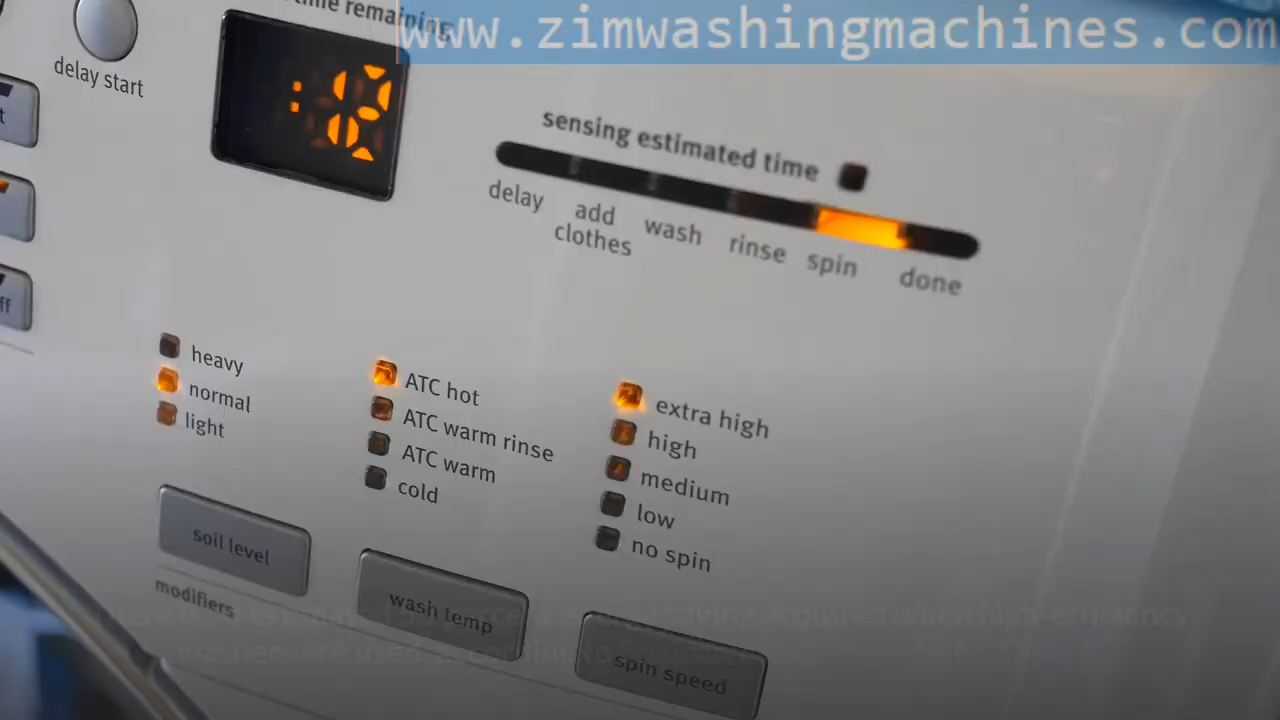 time remaining
www.zimwashingmachines.com
delay start
sensing estimated time
delay
add
clothes
wash
rinse
spin
done
heavy
normal
light
ATC hot
ATC warm rinse
ATC warm
cold
extra high
high
medium
low
no spin
soil level
wash temp
spin speed
modifiers